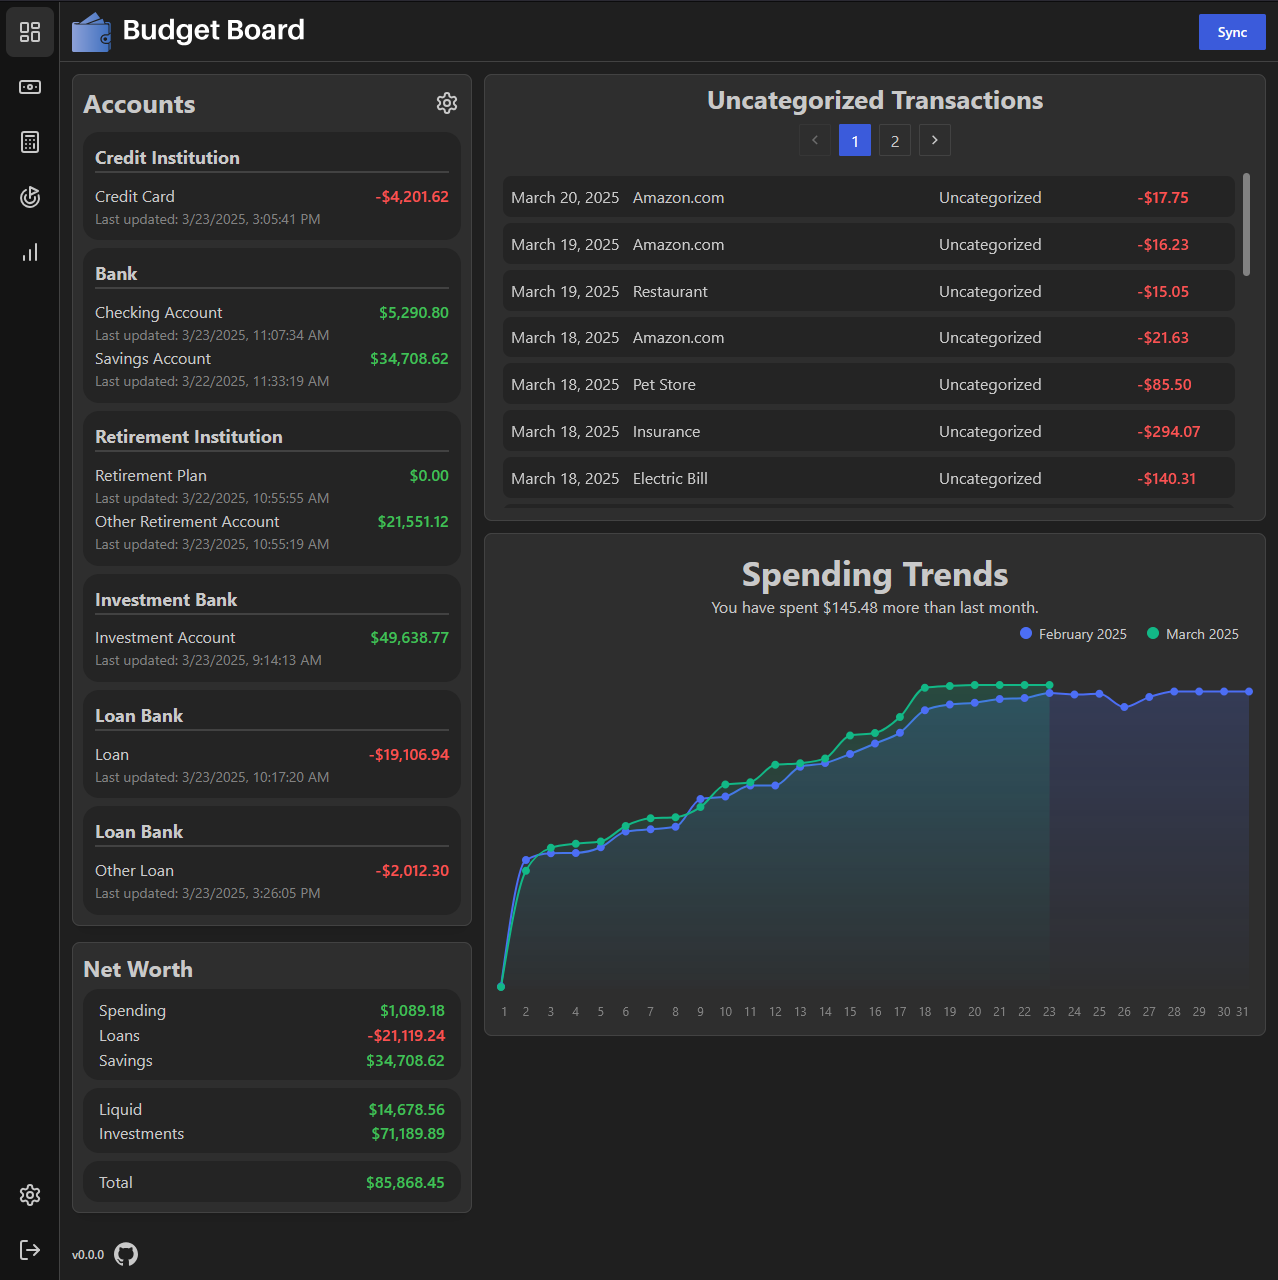 Budget Board
Sync
Accounts
Credit Institution
Credit Card -$4,201.62
Last updated: 3/23/2025, 3:05:41 PM
Bank
Checking Account $5,290.80
Last updated: 3/23/2025, 11:07:34 AM
Savings Account $34,708.62
Last updated: 3/22/2025, 11:33:19 AM
Retirement Institution
Retirement Plan $0.00
Last updated: 3/22/2025, 10:55:55 AM
Other Retirement Account $21,551.12
Last updated: 3/23/2025, 10:55:19 AM
Investment Bank
Investment Account $49,638.77
Last updated: 3/23/2025, 9:14:13 AM
Loan Bank
Loan -$19,106.94
Last updated: 3/23/2025, 10:17:20 AM
Loan Bank
Other Loan -$2,012.30
Last updated: 3/23/2025, 3:26:05 PM
Net Worth
Spending $1,089.18
Loans -$21,119.24
Savings $34,708.62
Liquid $14,678.56
Investments $71,189.89
Total $85,868.45
v0.0.0
Uncategorized Transactions
1 2
March 20, 2025 Amazon.com Uncategorized -$17.75
March 19, 2025 Amazon.com Uncategorized -$16.23
March 19, 2025 Restaurant Uncategorized -$15.05
March 18, 2025 Amazon.com Uncategorized -$21.63
March 18, 2025 Pet Store Uncategorized -$85.50
March 18, 2025 Insurance Uncategorized -$294.07
March 18, 2025 Electric Bill Uncategorized -$140.31
Spending Trends
You have spent $145.48 more than last month.
February 2025 March 2025
1 2 3 4 5 6 7 8 9 10 11 12 13 14 15 16 17 18 19 20 21 22 23 24 25 26 27 28 29 30 31